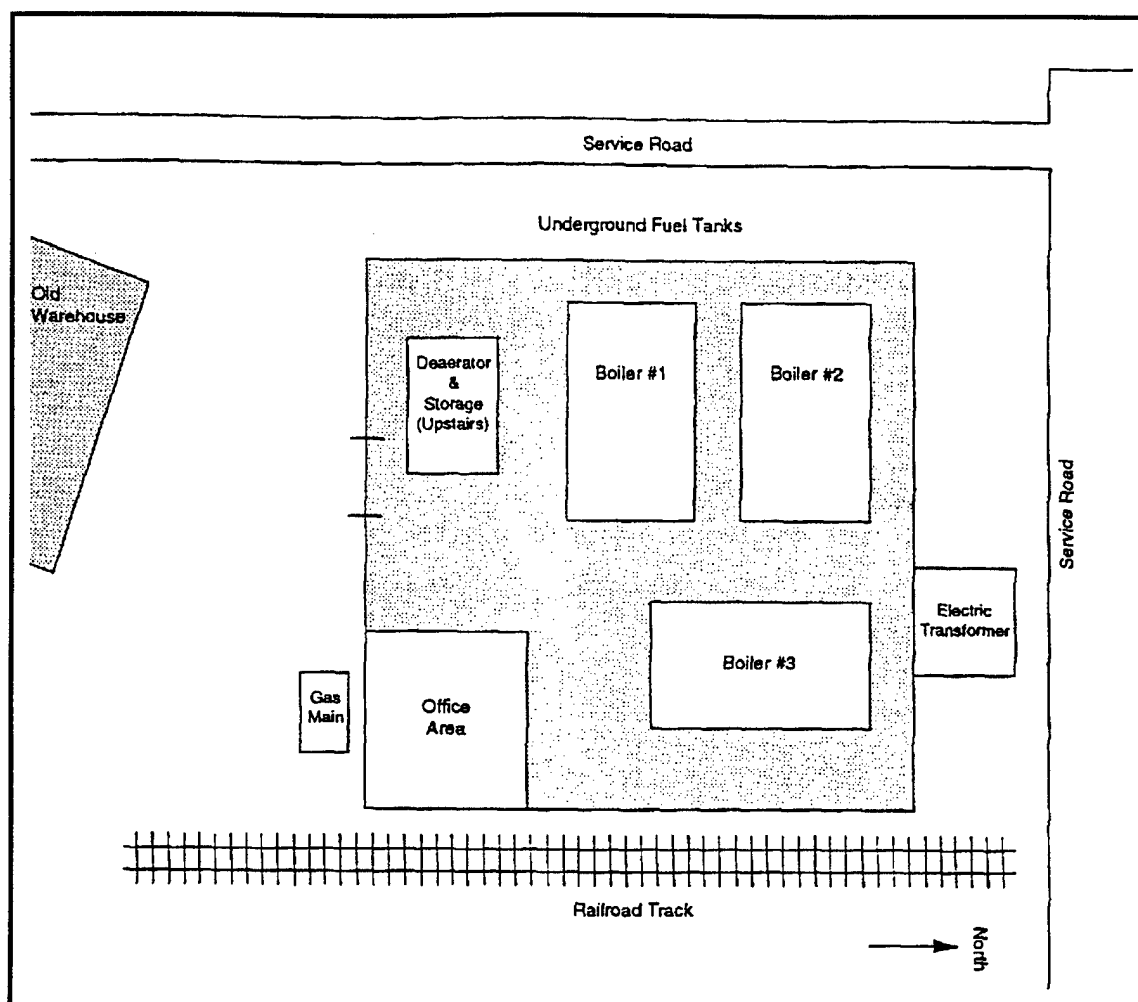 Service Road
Underground Fuel Tanks
Old
Warehouse
Deaerator
&
Storage
(Upstairs)
Boiler #1
Boiler #2
Service Road
Electric
Transformer
Boiler #3
Gas
Main
Office
Area
Railroad Track
North